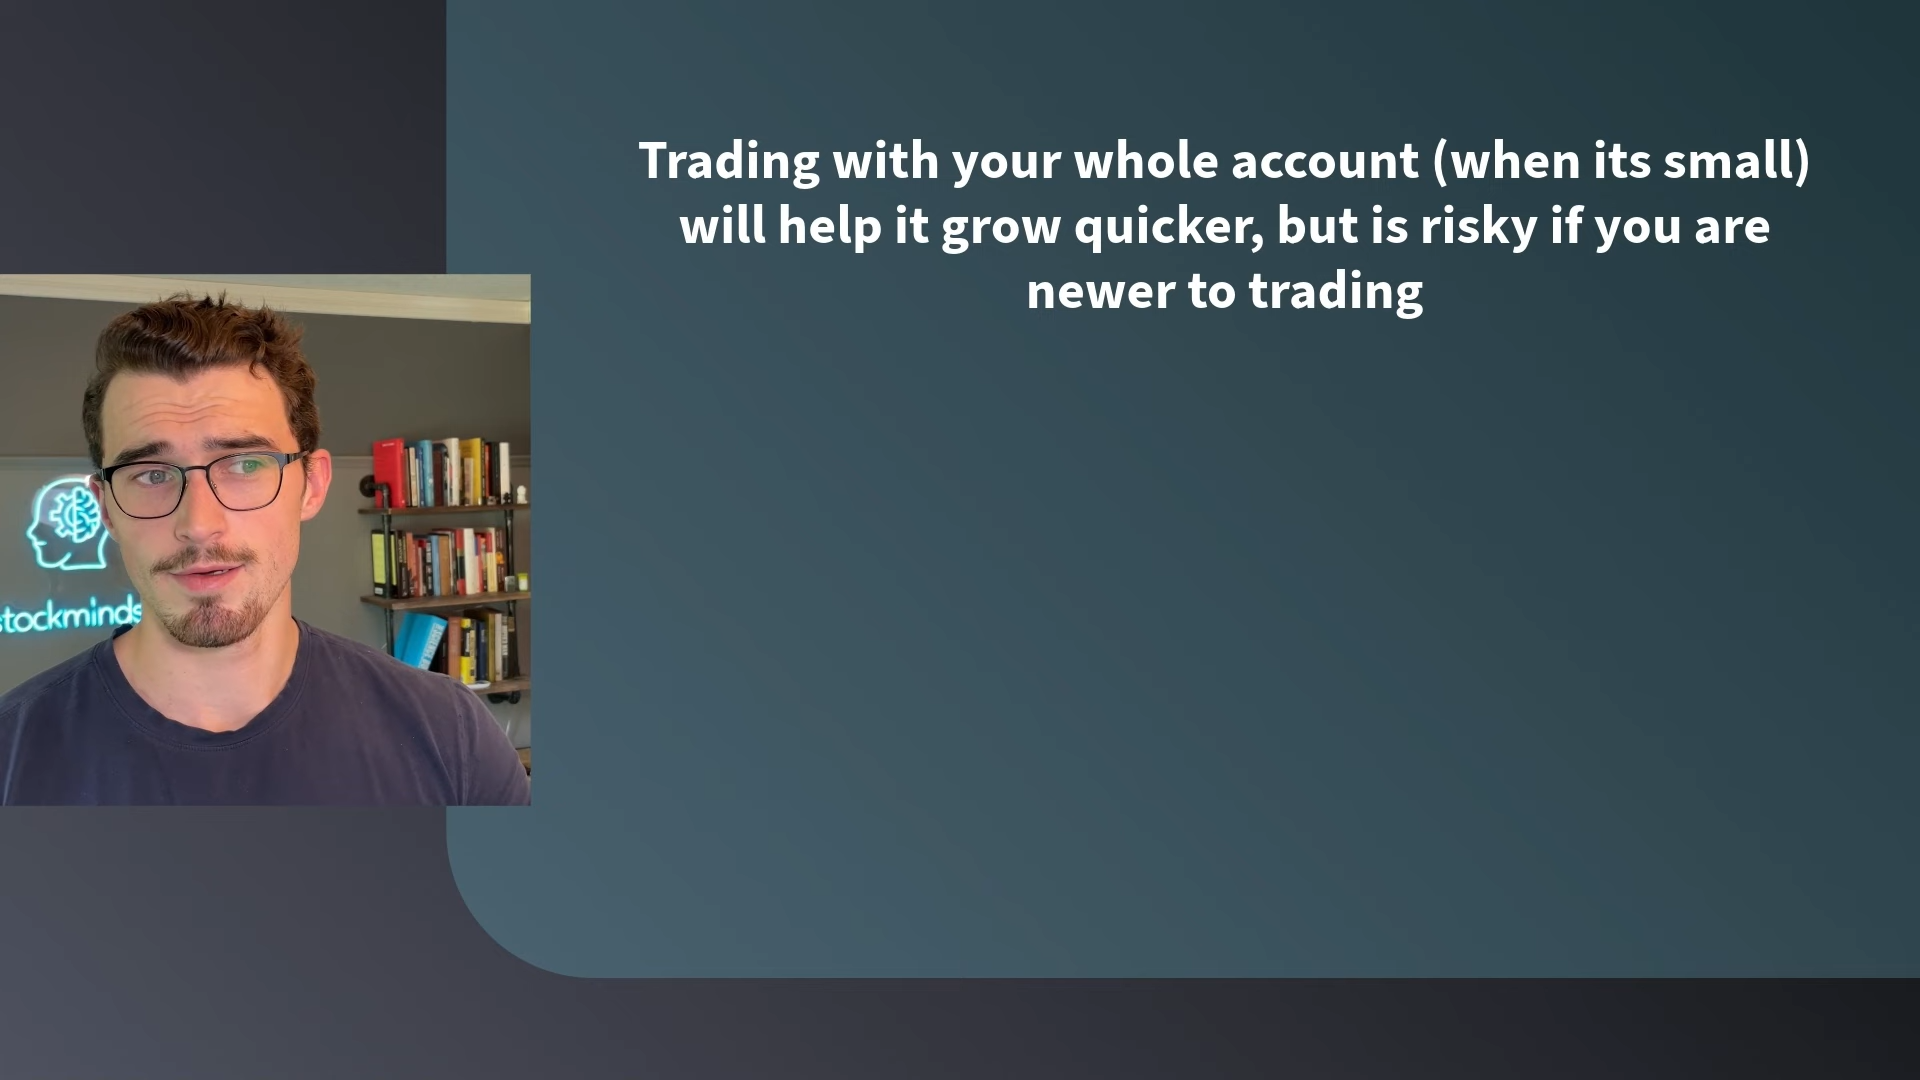 Trading with your whole account (when its small)
will help it grow quicker, but is risky if you are
newer to trading
stockminds